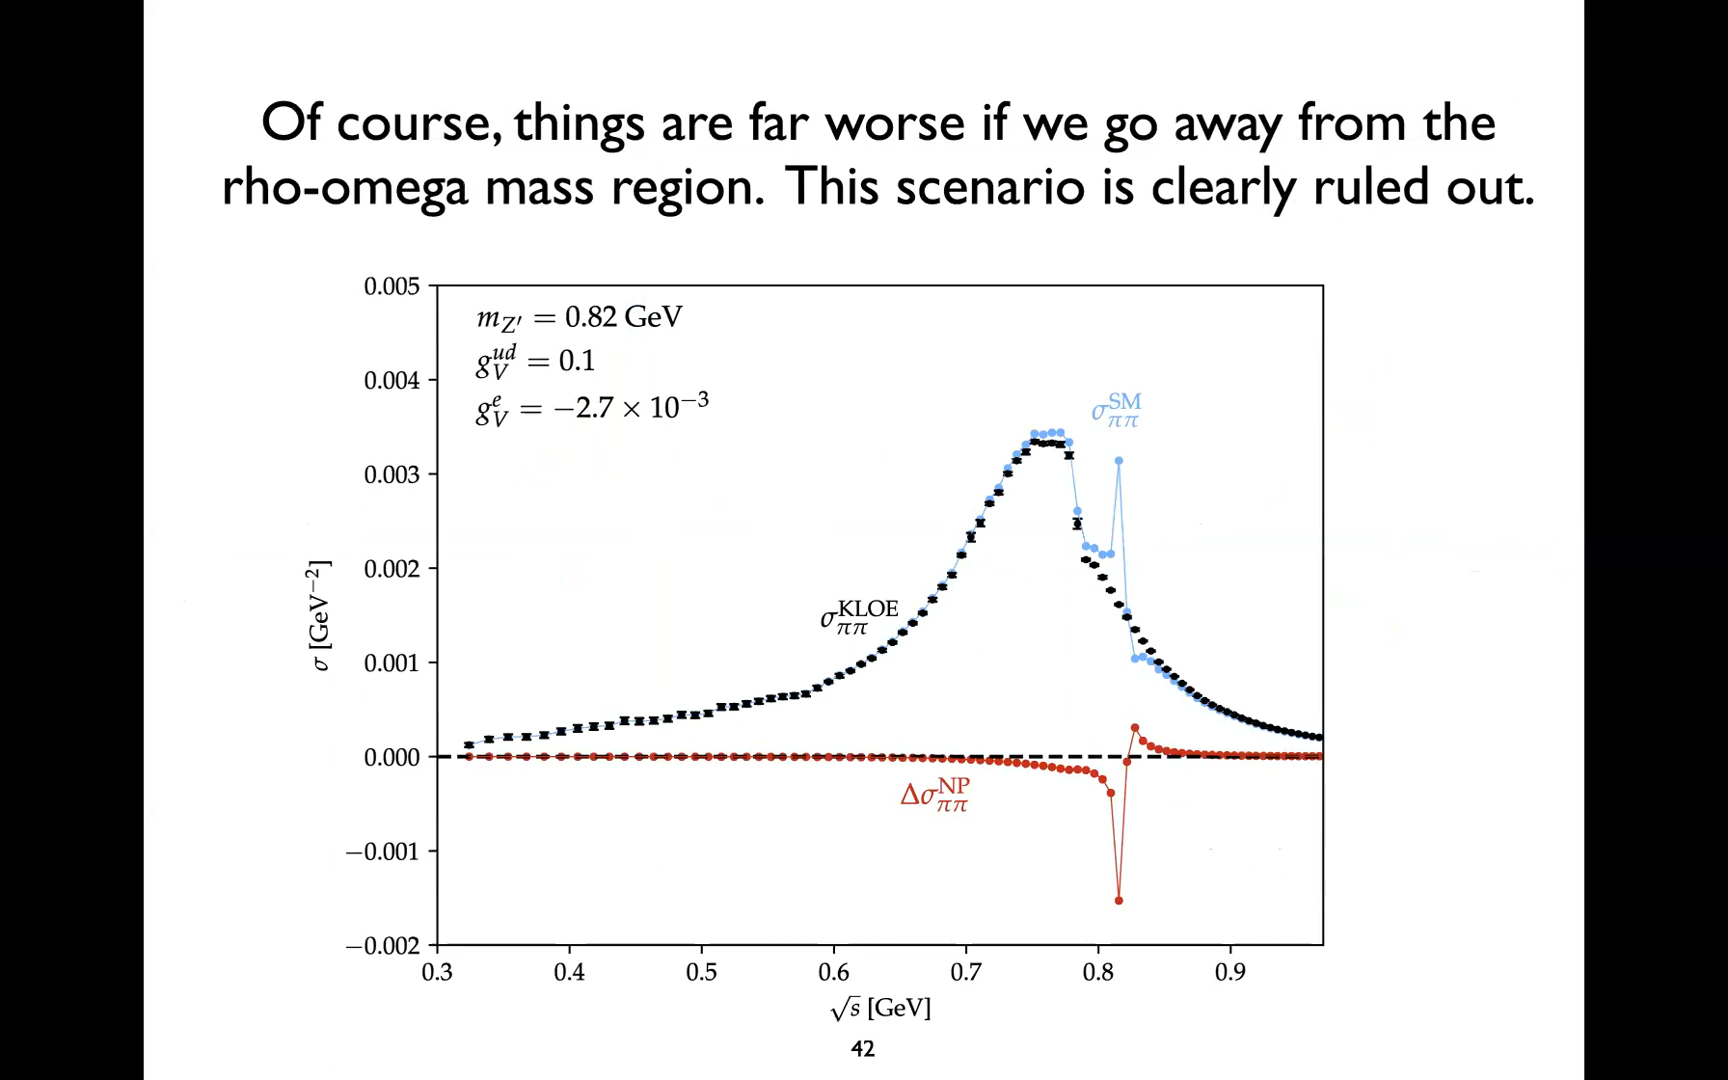 Of course, things are far worse if we go away from the
rho-omega mass region. This scenario is clearly ruled out.
0.005
m_{Z'} = 0.82 GeV
g_V^{ud} = 0.1
0.004
g_V^e = −2.7 × 10^{−3}
σ_{ππ}^{SM}
0.003
0.002
σ_{ππ}^{KLOE}
σ [GeV^{−2}]
0.001
0.000
Δσ_{ππ}^{NP}
−0.001
−0.002
0.3 0.4 0.5 0.6 0.7 0.8 0.9
√s [GeV]
42